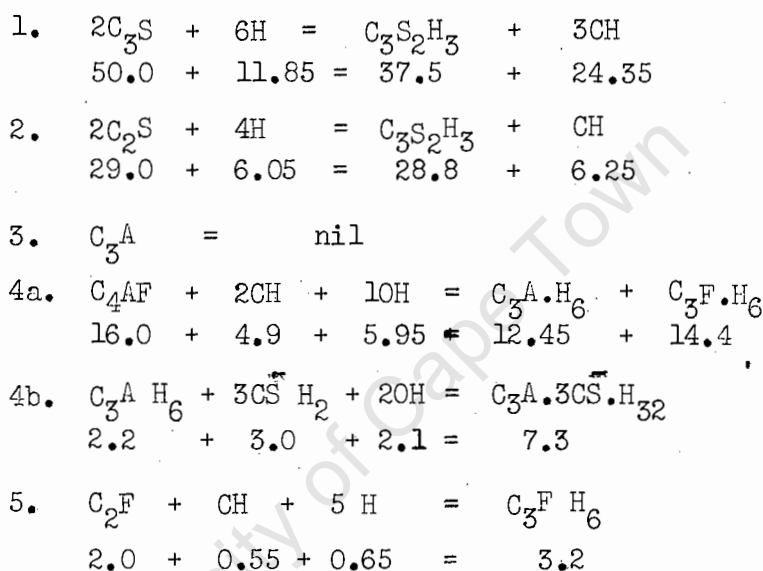 1. 2C₃S + 6H = C₃S₂H₃ + 3CH
50.0 + 11.85 = 37.5 + 24.35
2. 2C₂S + 4H = C₃S₂H₃ + CH
29.0 + 6.05 = 28.8 + 6.25
3. C₃A = nil
4a. C₄AF + 2CH + 10H = C₃A.H₆ + C₃F.H₆
16.0 + 4.9 + 5.95 = 12.45 + 14.4
4b. C₃A H₆ + 3CS̄ H₂ + 20H = C₃A.3CS̄.H₃₂
2.2 + 3.0 + 2.1 = 7.3
5. C₂F + CH + 5 H = C₃F H₆
2.0 + 0.55 + 0.65 = 3.2
University of Cape Town